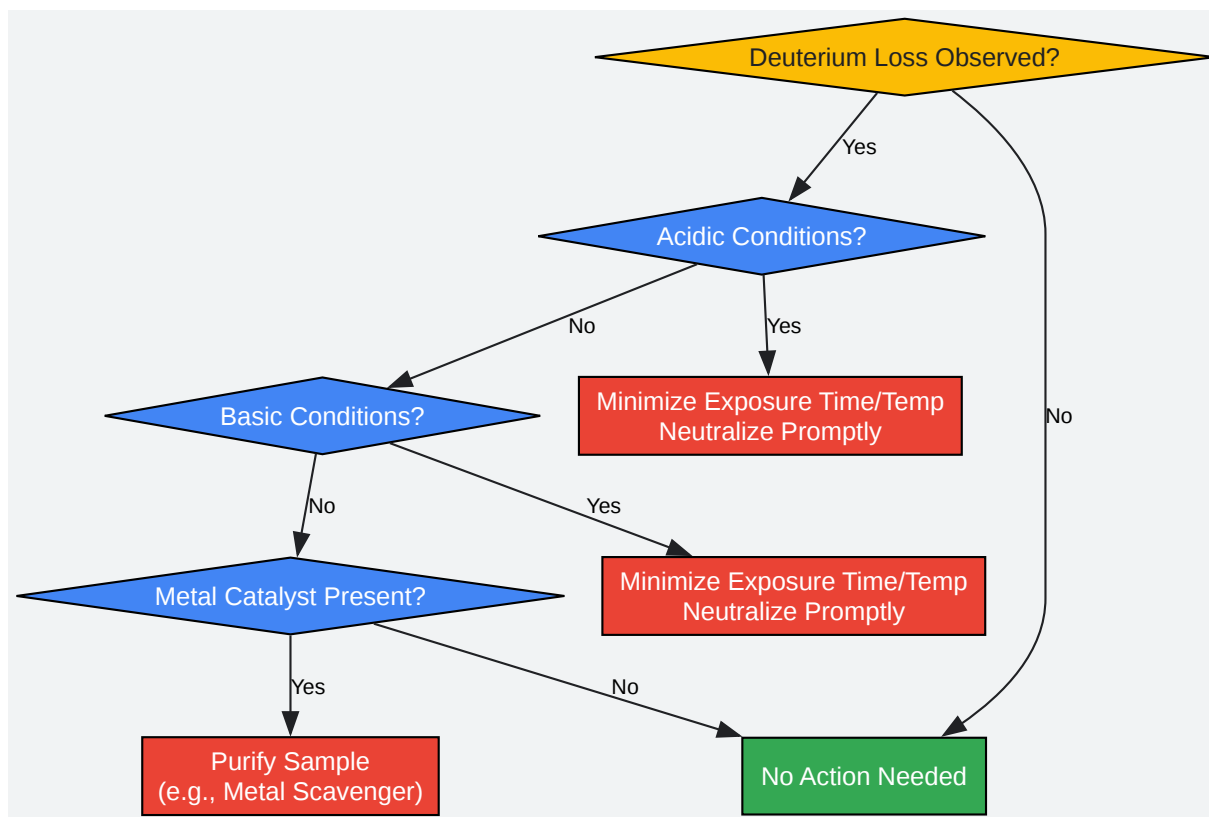 Deuterium Loss Observed?
Yes
Acidic Conditions?
No
Yes
Minimize Exposure Time/Temp
Neutralize Promptly
Basic Conditions?
No
No
Yes
Minimize Exposure Time/Temp
Neutralize Promptly
Metal Catalyst Present?
Yes
No
Purify Sample
(e.g., Metal Scavenger)
No Action Needed